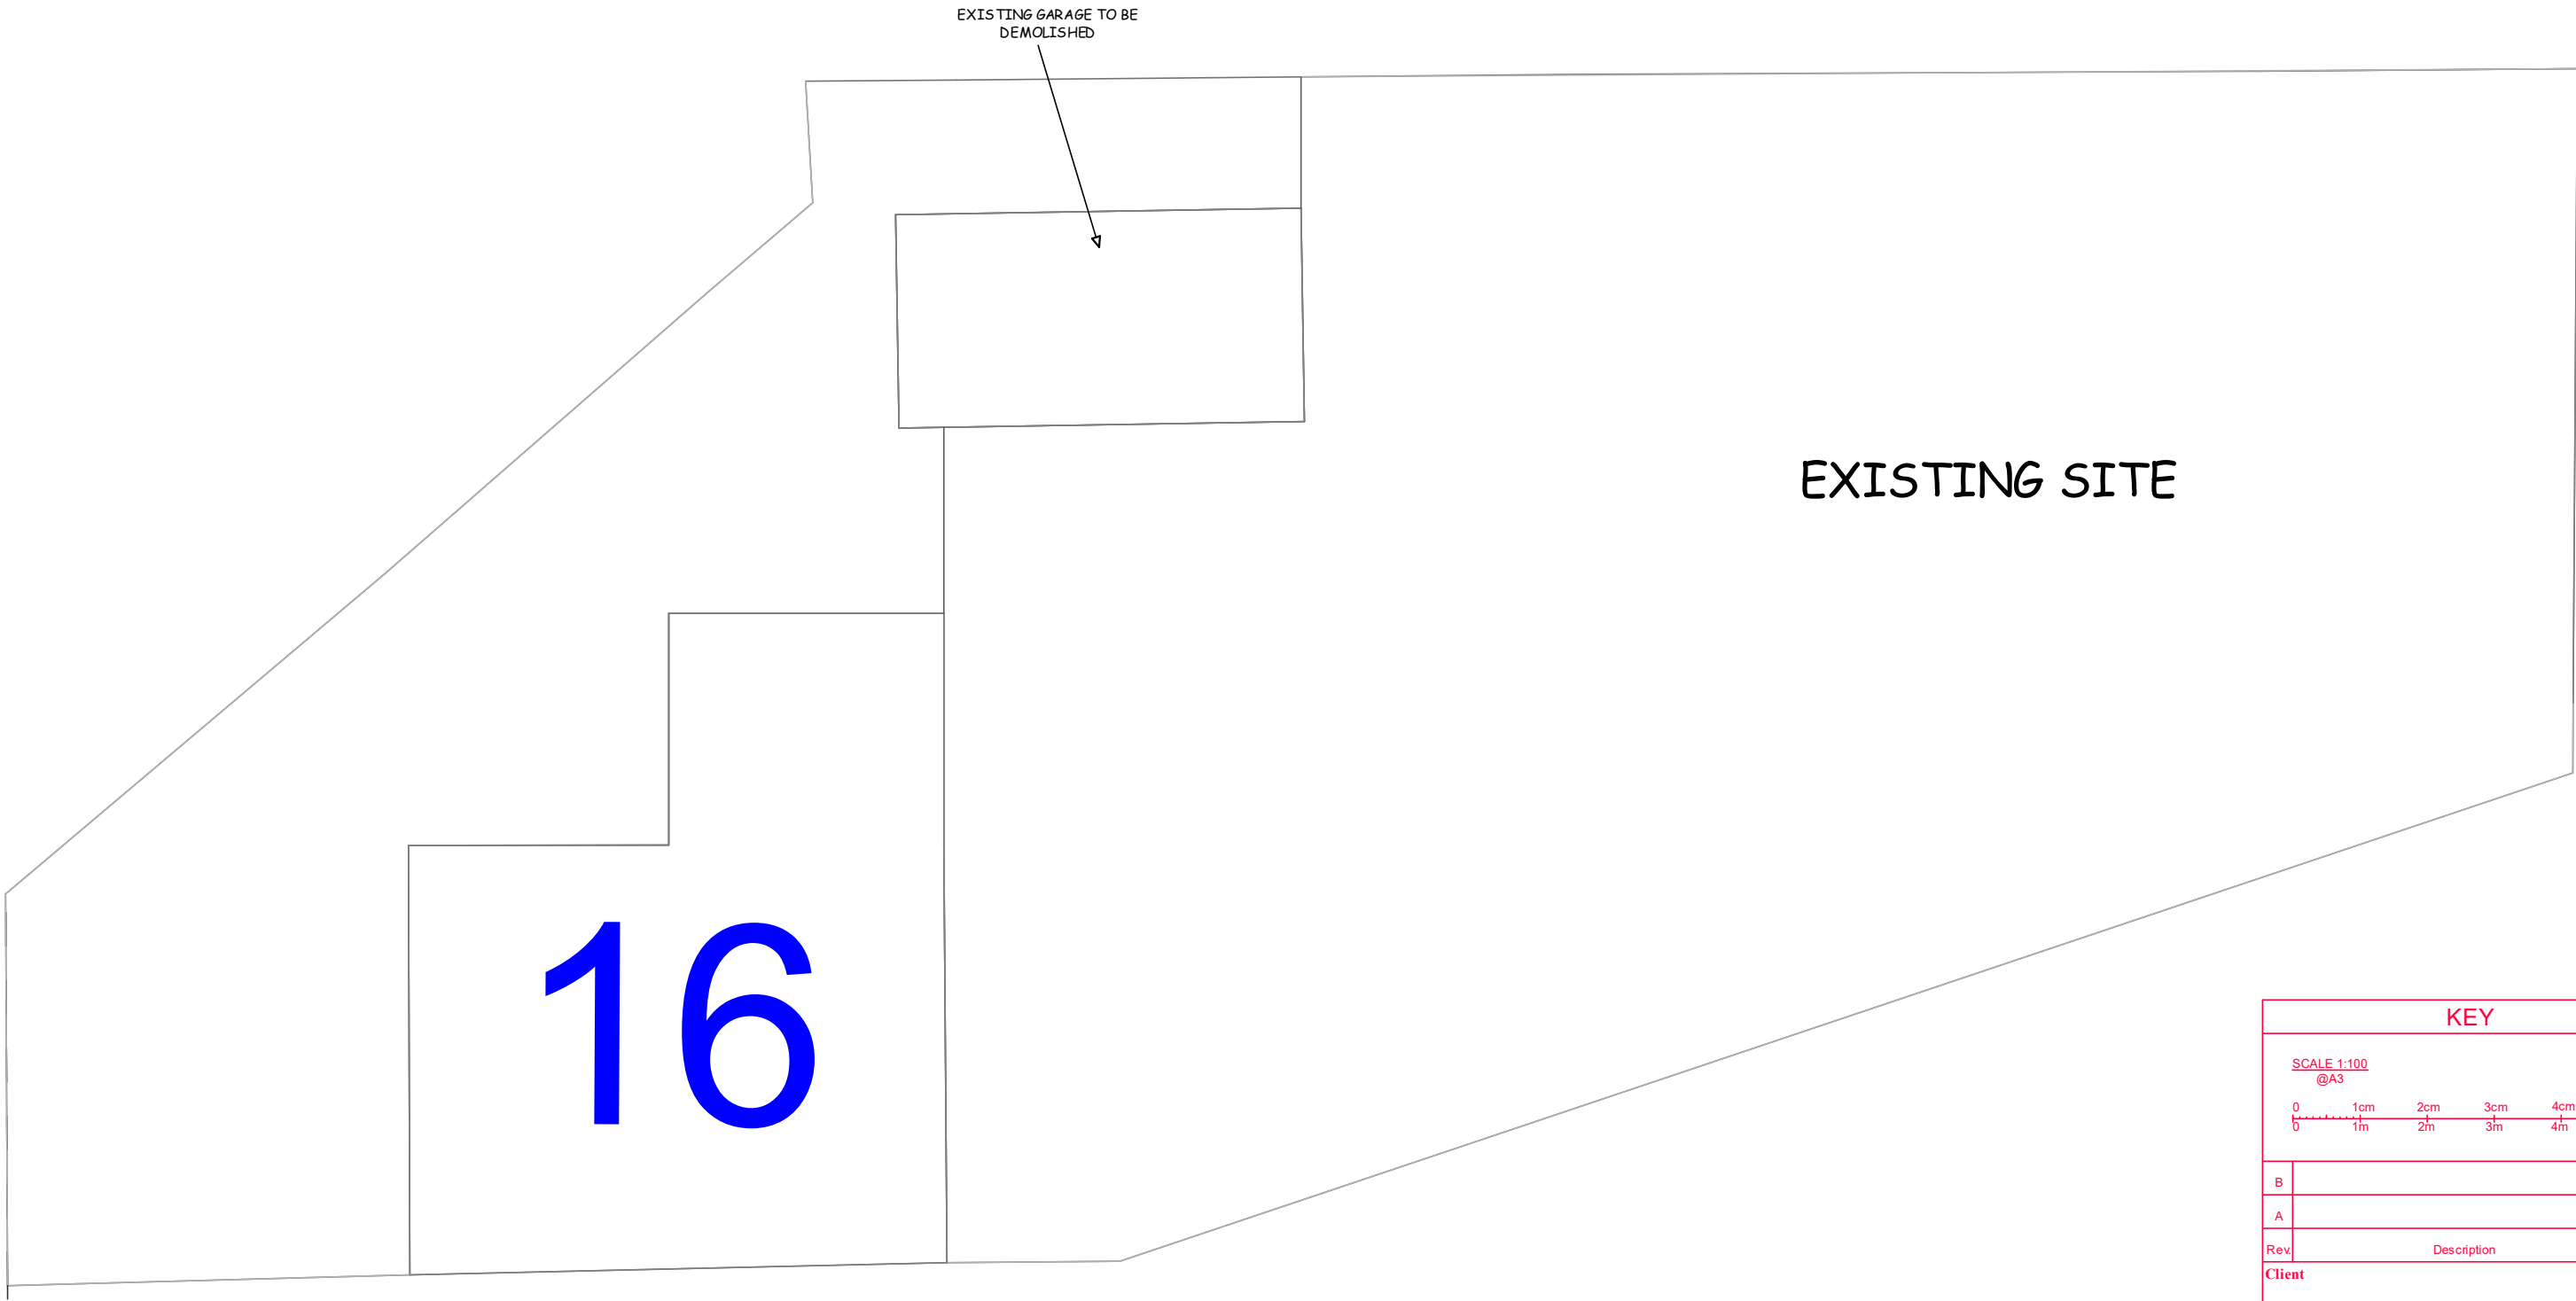 EXISTING GARAGE TO BE
DEMOLISHED
EXISTING SITE
16
KEY
SCALE 1:100
@A3
0 1cm 2cm 3cm 4cm
0 1m 2m 3m 4m
B
A
Rev. Description
Client